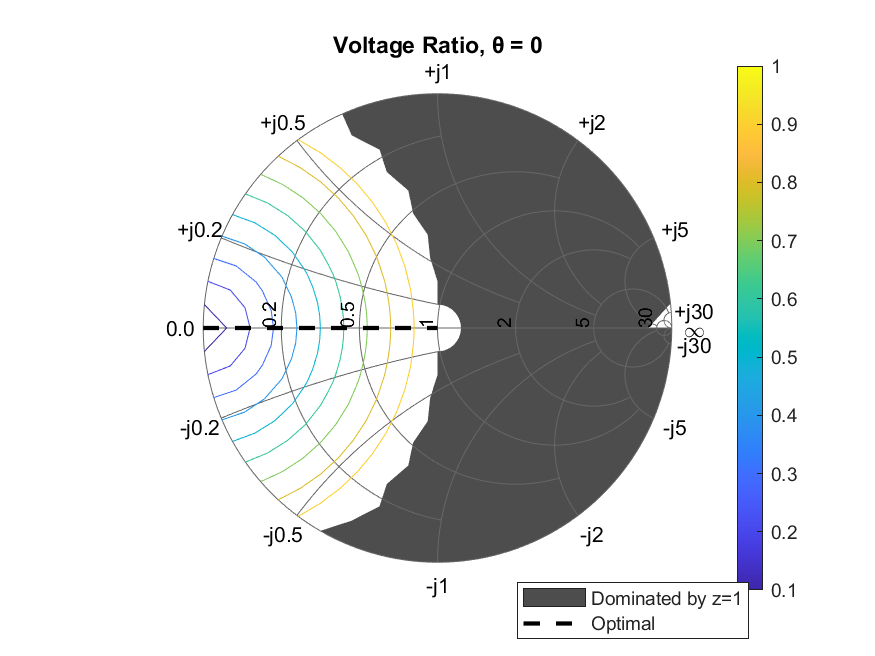 Voltage Ratio, θ = 0
+j1
+j0.5
+j2
+j0.2
+j5
0.0
0.2
0.5
1
2
5
30
+j30
∞
-j30
-j0.2
-j5
-j0.5
-j2
-j1
1
0.9
0.8
0.7
0.6
0.5
0.4
0.3
0.2
0.1
Dominated by z=1
Optimal